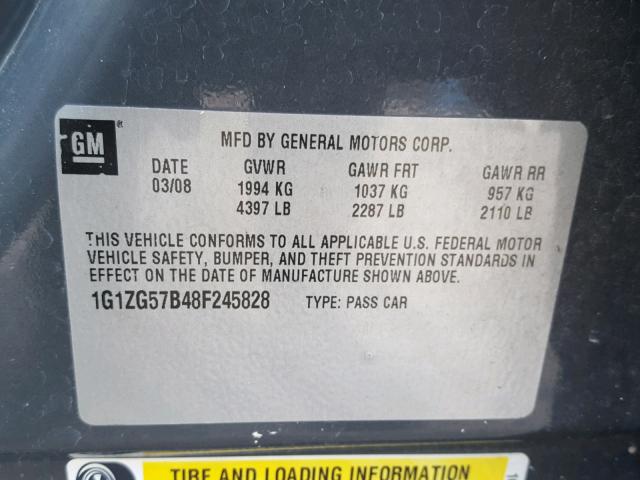 GM®
MFD BY GENERAL MOTORS CORP.
DATE GVWR GAWR FRT GAWR RR
03/08 1994 KG 1037 KG 957 KG
4397 LB 2287 LB 2110 LB
THIS VEHICLE CONFORMS TO ALL APPLICABLE U.S. FEDERAL MOTOR
VEHICLE SAFETY, BUMPER, AND THEFT PREVENTION STANDARDS IN
EFFECT ON THE DATE OF MANUFACTURE SHOWN ABOVE.
1G1ZG57B48F245828 TYPE: PASS CAR
TIRE AND LOADING INFORMATION